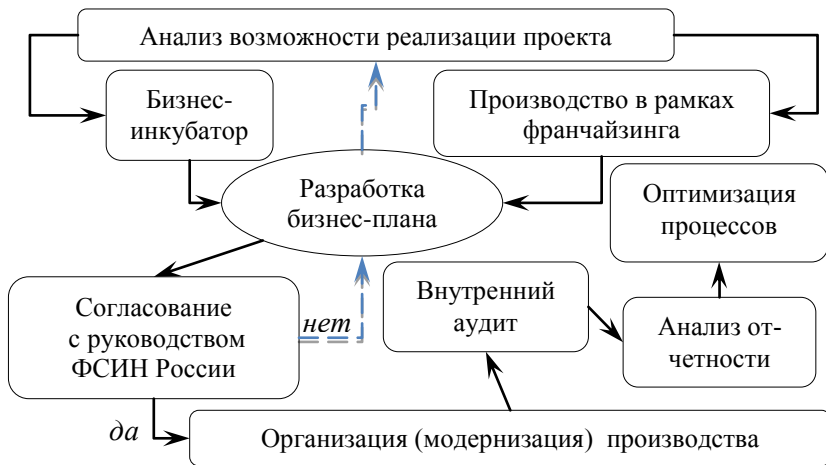 Анализ возможности реализации проекта
Бизнес-
инкубатор
Производство в рамках
франчайзинга
Разработка
бизнес-плана
Оптимизация
процессов
Согласование
с руководством
ФСИН России
нет
Внутренний
аудит
Анализ от-
четности
да
Организация (модернизация) производства